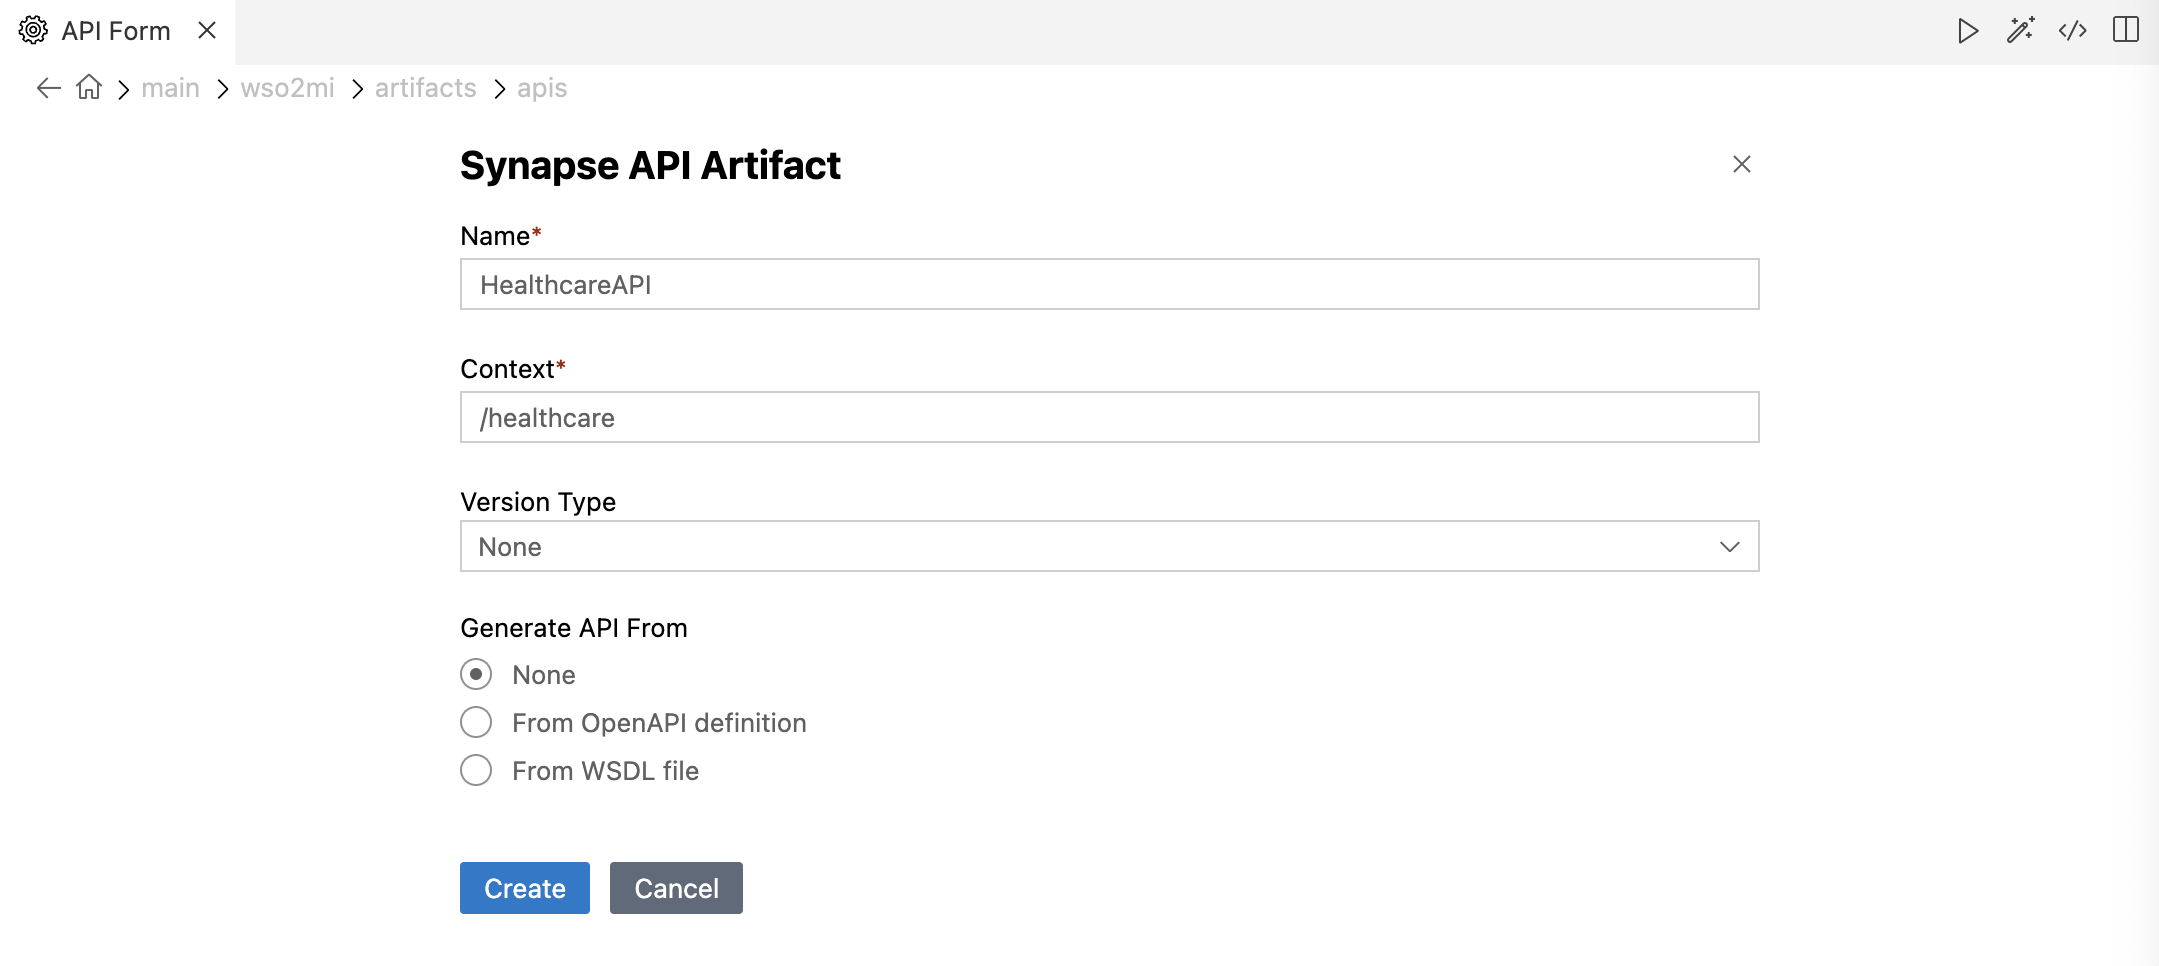 API Form
main wso2mi artifacts apis
Synapse API Artifact
Name*
HealthcareAPI
Context*
/healthcare
Version Type
None
Generate API From
None
From OpenAPI definition
From WSDL file
Create Cancel